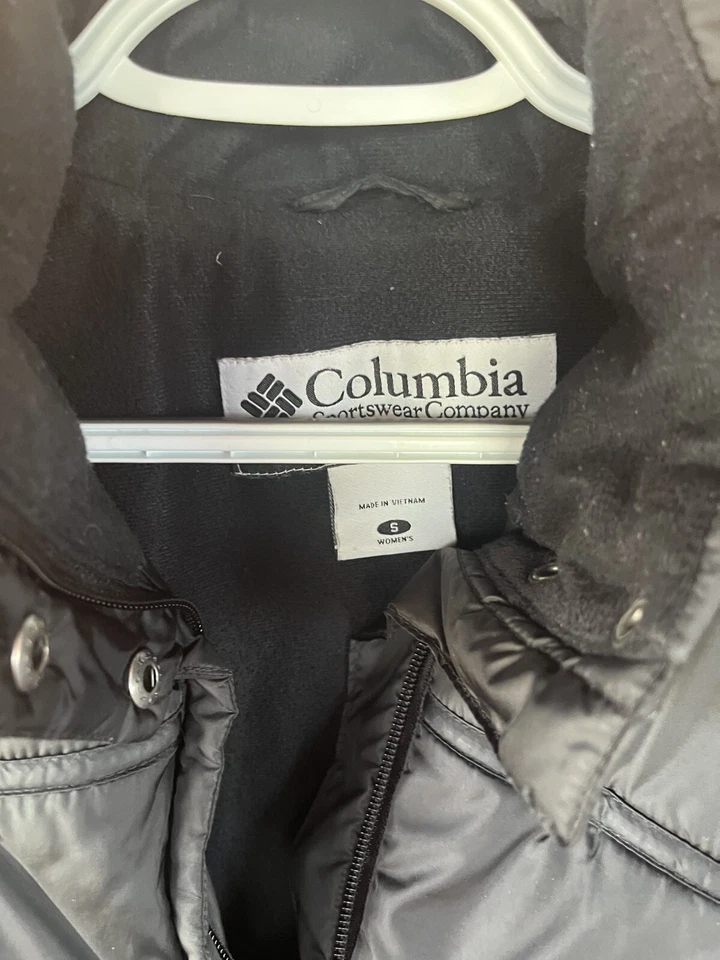 Columbia
Sportswear Company
MADE IN VIETNAM
S
WOMEN'S